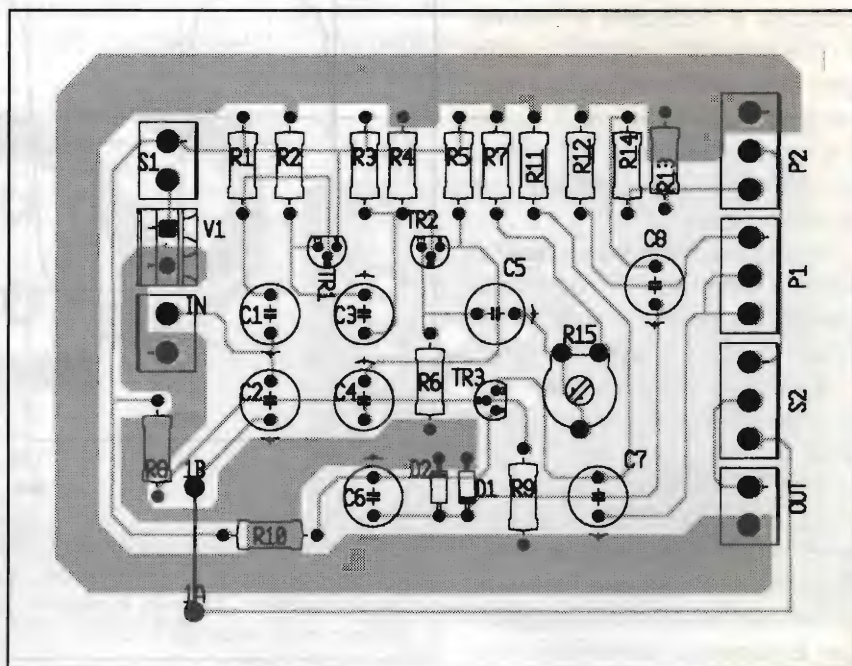 S1
R1 R2 R3 R4 R5 R7 R11 R12 R14 R13
P2
V1
TR1
TR2
C8
P1
IN
C1
C3
C5
R15
C2
C4
R6
TR3
S2
R8
1B
C6
D2
D1
R9
C7
OUT
R10
1A